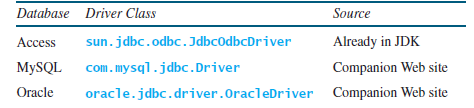 Database Driver Class Source
Access sun.jdbc.odbc.JdbcOdbcDriver Already in JDK
MySQL com.mysql.jdbc.Driver Companion Web site
Oracle oracle.jdbc.driver.OracleDriver Companion Web site